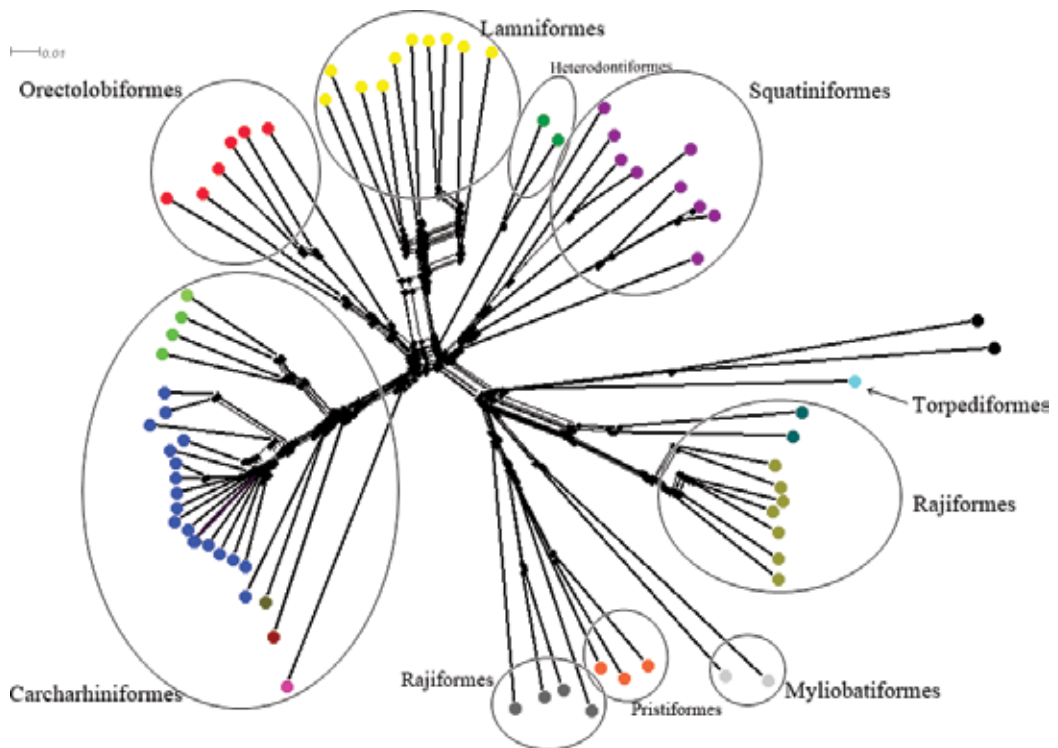 Lamniformes
0.01
Heterodontiformes
Orectolobiformes
Squatiniformes
Torpediformes
Rajiformes
Carcharhiniformes
Rajiformes
Pristiformes
Myliobatiformes